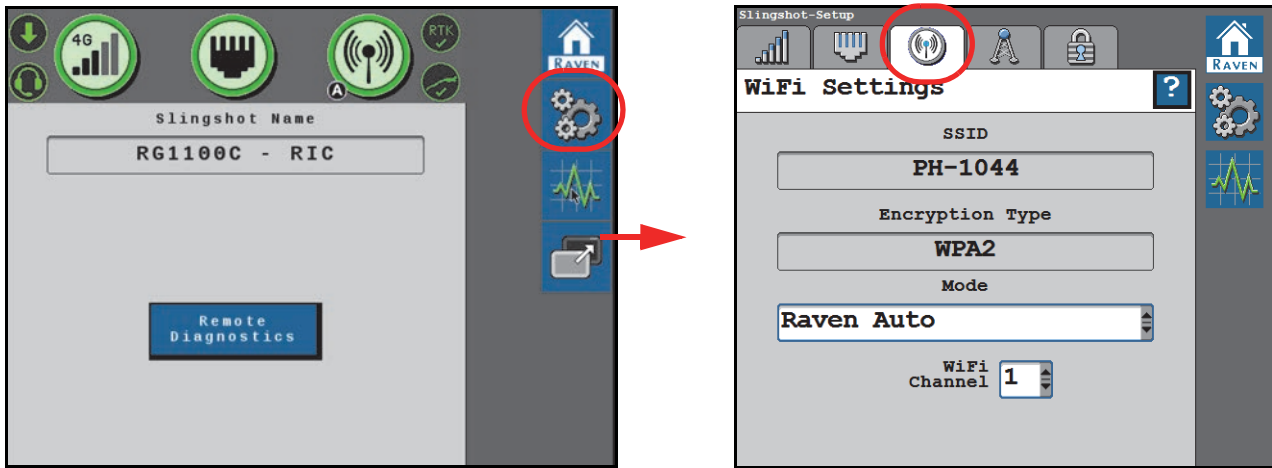 4G
RTK
A
RAVEN
Slingshot Name
RG1100C - RIC
Remote
Diagnostics
Slingshot-Setup
RAVEN
WiFi Settings
?
SSID
PH-1044
Encryption Type
WPA2
Mode
Raven Auto
WiFi
Channel
1